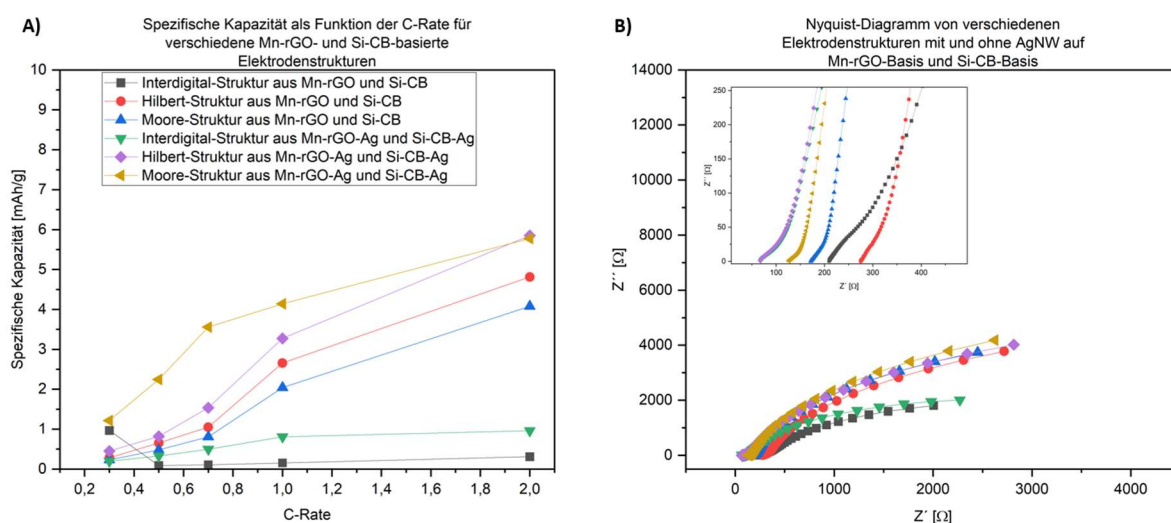 A)
Spezifische Kapazität als Funktion der C-Rate für
verschiedene Mn-rGO- und Si-CB-basierte
Elektrodenstrukturen
Interdigital-Struktur aus Mn-rGO und Si-CB
Hilbert-Struktur aus Mn-rGO und Si-CB
Moore-Struktur aus Mn-rGO und Si-CB
Interdigital-Struktur aus Mn-rGO-Ag und Si-CB-Ag
Hilbert-Struktur aus Mn-rGO-Ag und Si-CB-Ag
Moore-Struktur aus Mn-rGO-Ag und Si-CB-Ag
Spezifische Kapazität [mAh/g]
10
9
8
7
6
5
4
3
2
1
0
0,2 0,4 0,6 0,8 1,0 1,2 1,4 1,6 1,8 2,0
C-Rate
B)
Nyquist-Diagramm von verschiedenen
Elektrodenstrukturen mit und ohne AgNW auf
Mn-rGO-Basis und Si-CB-Basis
Z´´ [Ω]
14000
12000
10000
8000
6000
4000
2000
0
0 1000 2000 3000 4000
Z´ [Ω]
Z´´ [Ω]
250
200
150
100
50
0
100 200 300 400
Z´ [Ω]